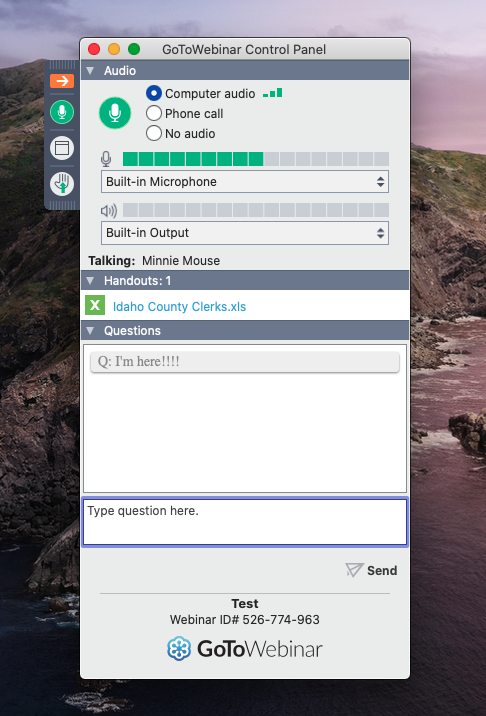 GoToWebinar Control Panel
Audio
Computer audio
Phone call
No audio
Built-in Microphone
Built-in Output
Talking: Minnie Mouse
Handouts: 1
X Idaho County Clerks.xls
Questions
Q: I'm here!!!!
Type question here.
Send
Test
Webinar ID# 526-774-963
GoToWebinar